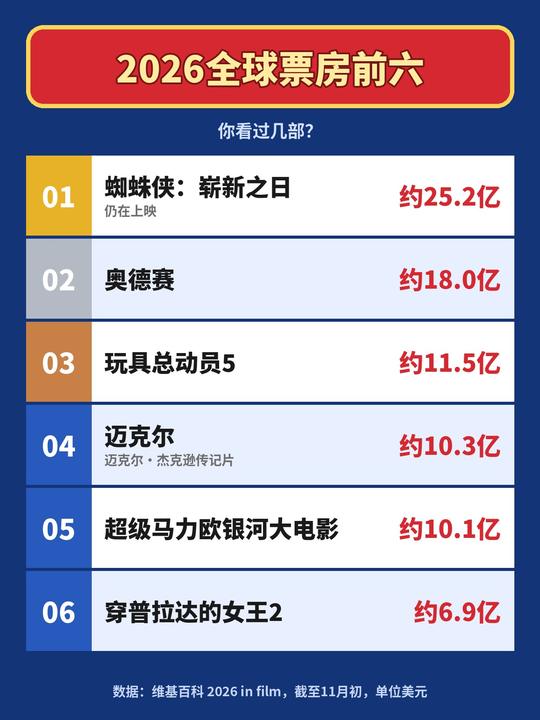 2026全球票房前六
你看过几部？
01
蜘蛛侠：崭新之日
仍在上映
约25.2亿
02
奥德赛
约18.0亿
03
玩具总动员5
约11.5亿
04
迈克尔
迈克尔·杰克逊传记片
约10.3亿
05
超级马力欧银河大电影
约10.1亿
06
穿普拉达的女王2
约6.9亿
数据：维基百科 2026 in film，截至11月初，单位美元